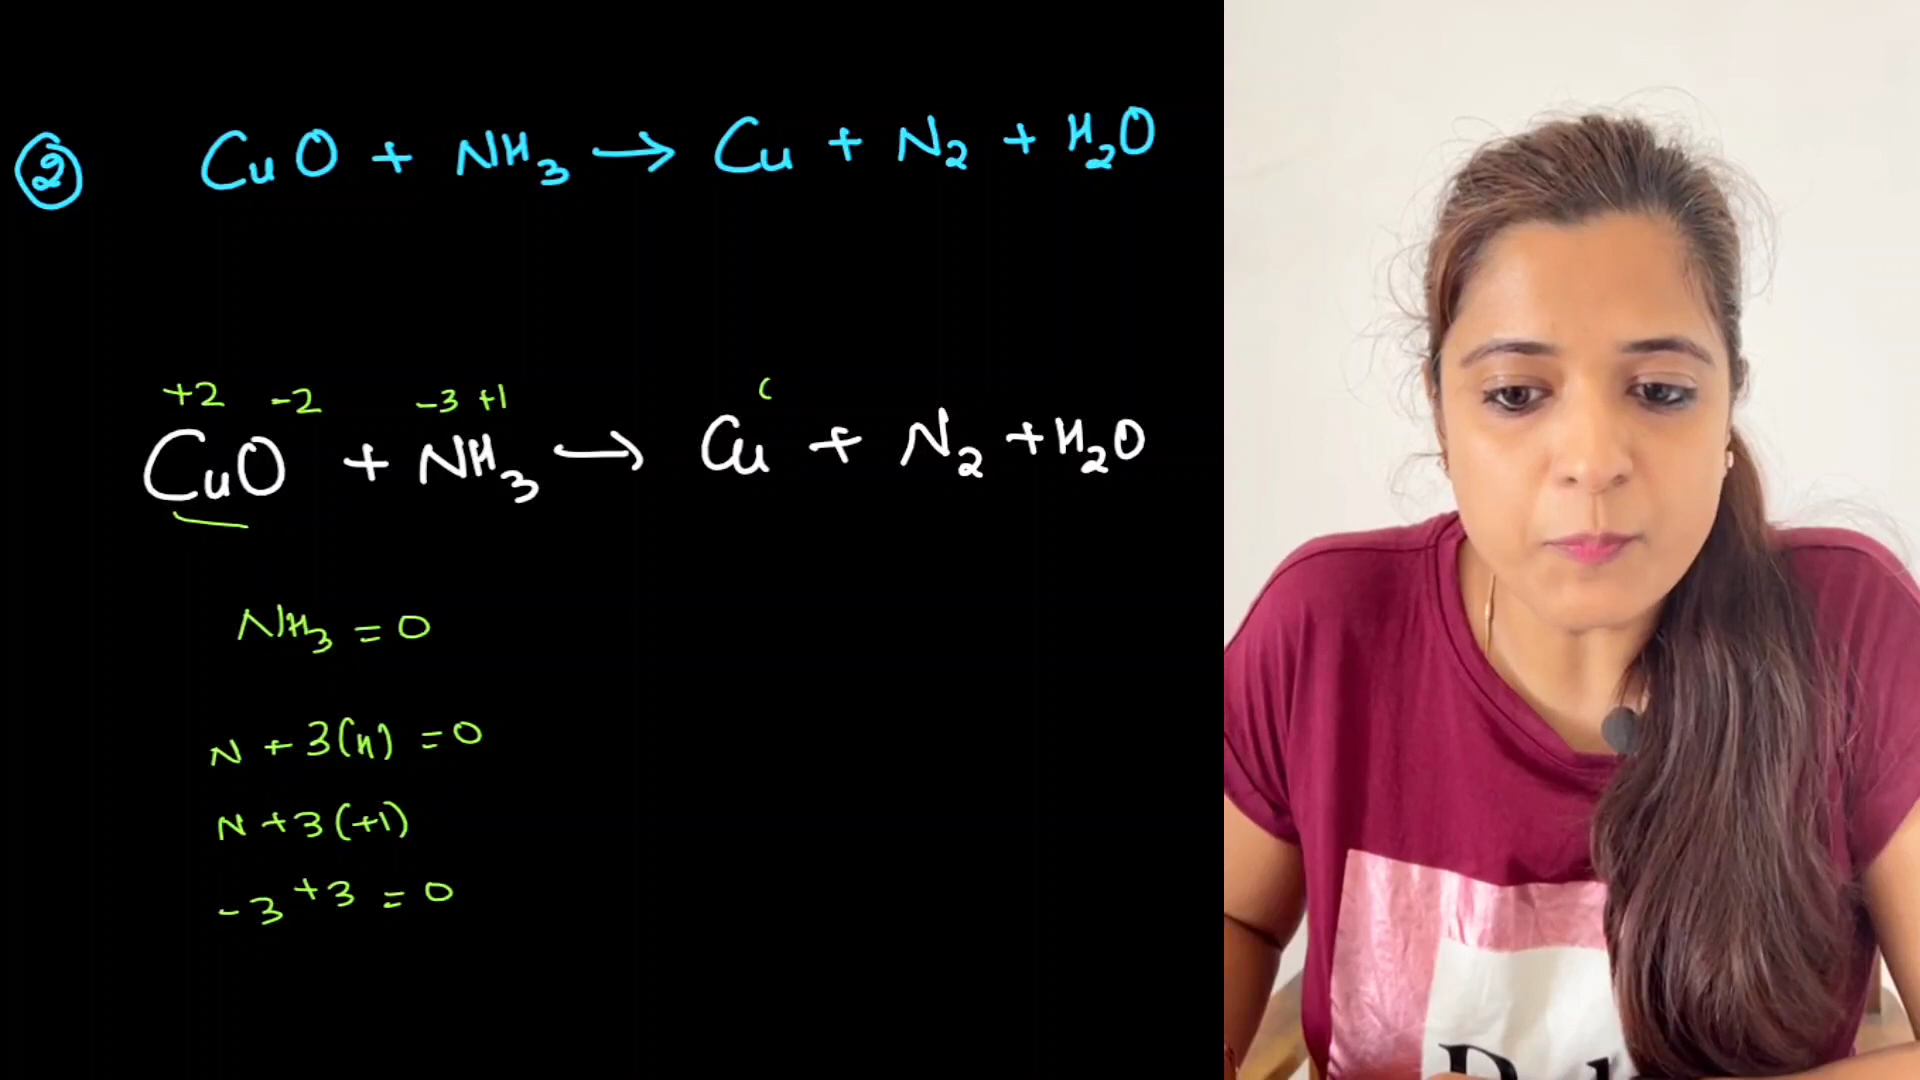 ② CuO + NH₃ → Cu + N₂ + H₂O
+2 -2 -3 +1 (
CuO + NH₃ → Cu + N₂ + H₂O
NH₃ = 0
N + 3(H) = 0
N + 3(+1)
-3 +3 = 0